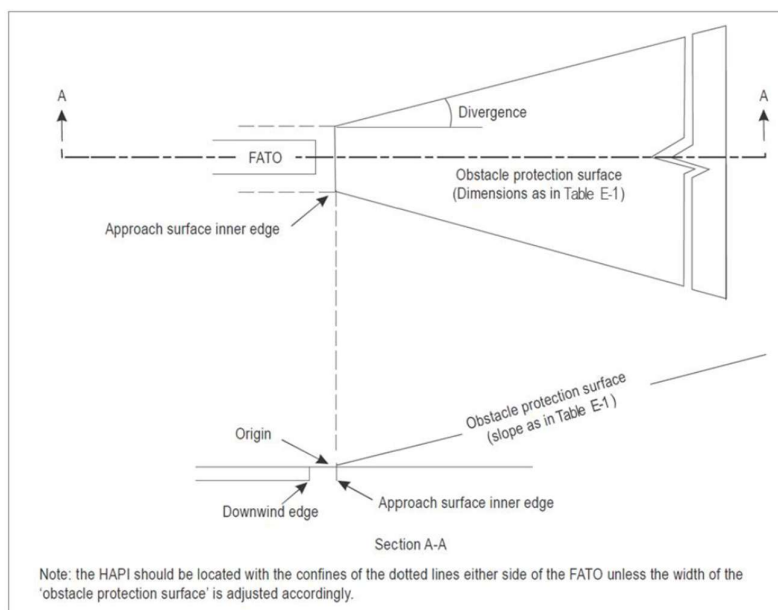 A
A
Divergence
FATO
Obstacle protection surface
(Dimensions as in Table E-1)
Approach surface inner edge
Obstacle protection surface
(slope as in Table E-1)
Origin
Downwind edge
Approach surface inner edge
Section A-A
Note: the HAPI should be located with the confines of the dotted lines either side of the FATO unless the width of the
'obstacle protection surface' is adjusted accordingly.